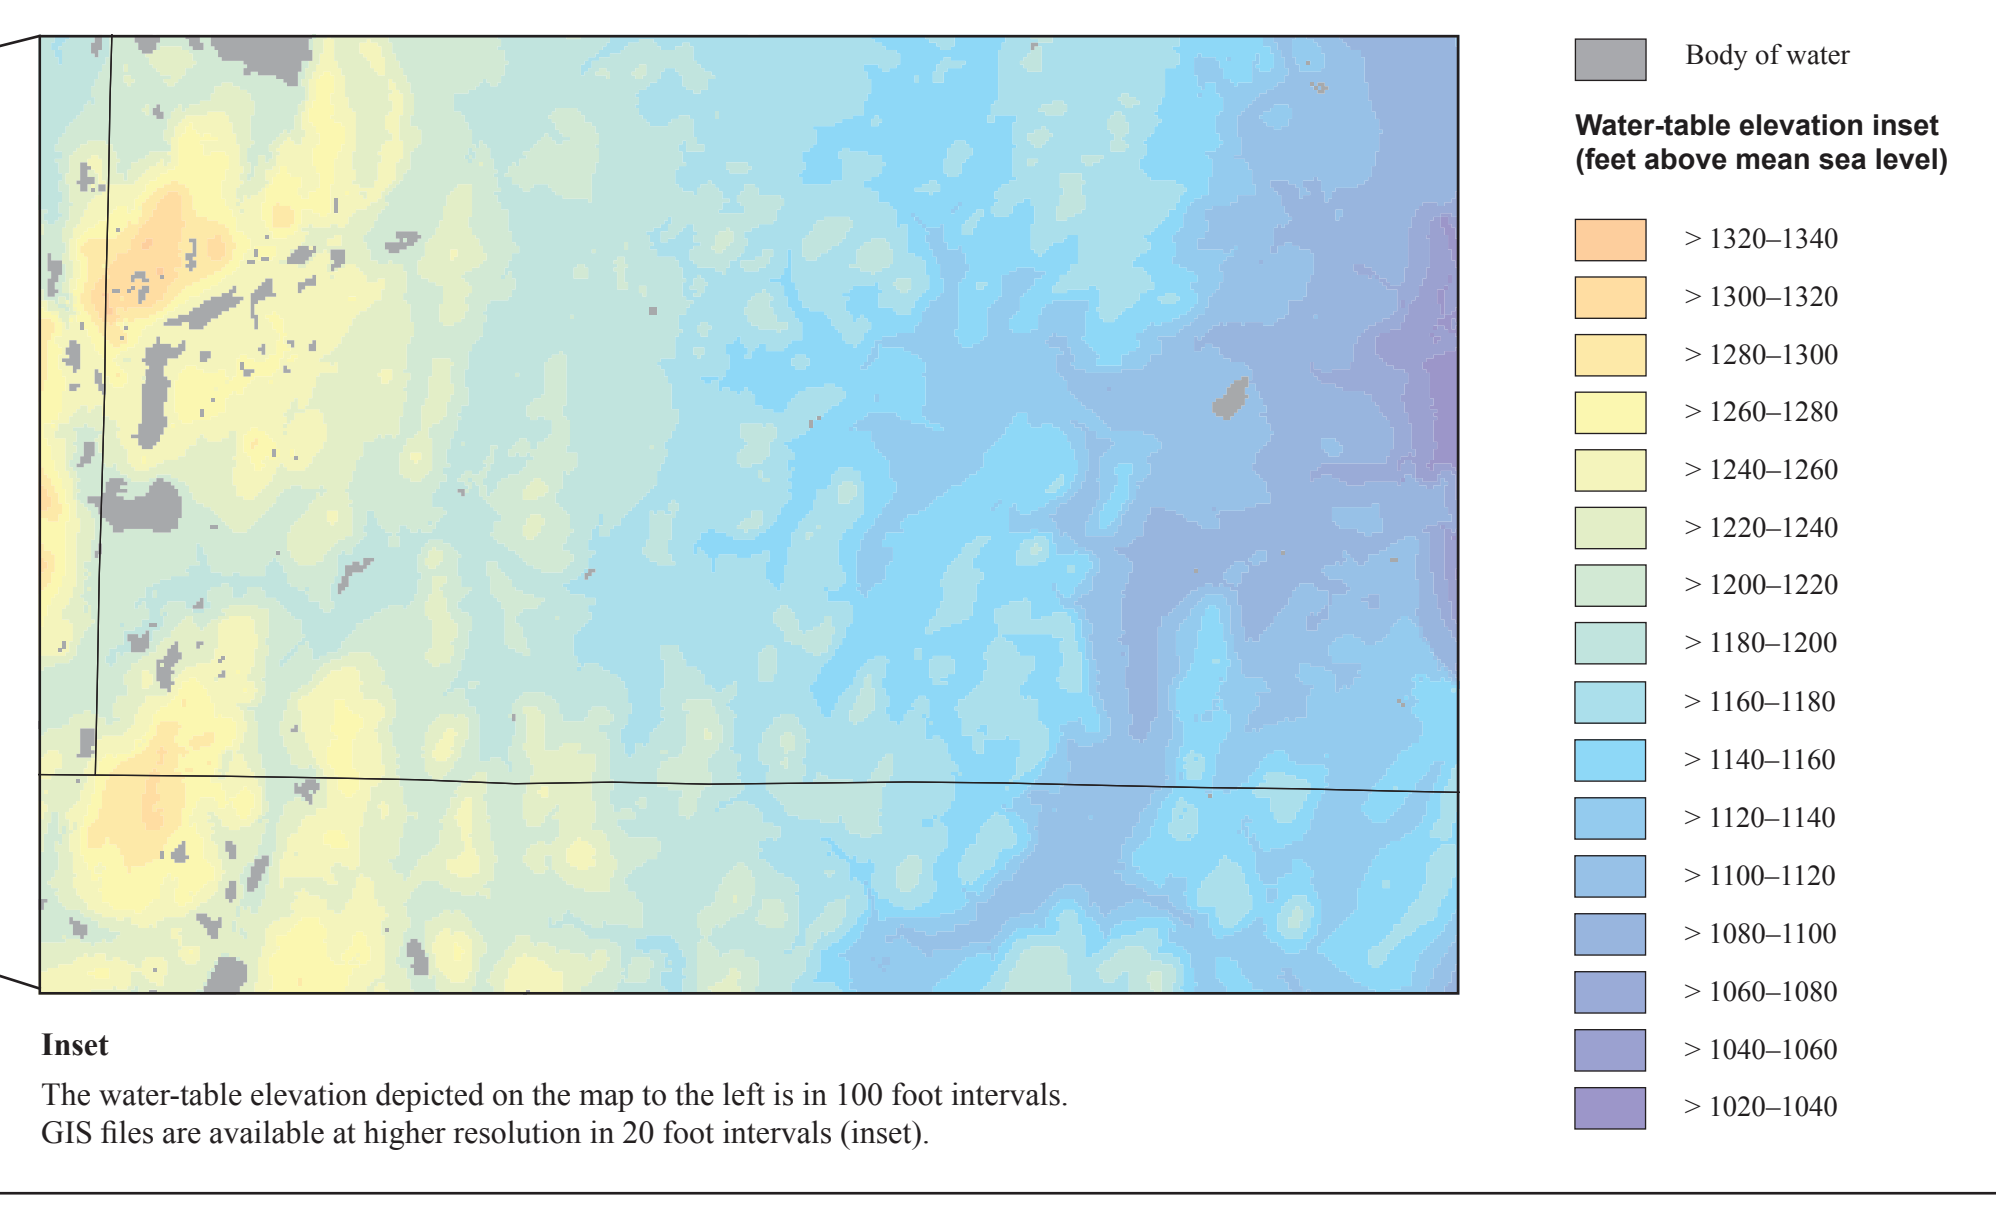 Body of water
Water-table elevation inset
(feet above mean sea level)
> 1320–1340
> 1300–1320
> 1280–1300
> 1260–1280
> 1240–1260
> 1220–1240
> 1200–1220
> 1180–1200
> 1160–1180
> 1140–1160
> 1120–1140
> 1100–1120
> 1080–1100
> 1060–1080
> 1040–1060
> 1020–1040
Inset
The water-table elevation depicted on the map to the left is in 100 foot intervals.
GIS files are available at higher resolution in 20 foot intervals (inset).